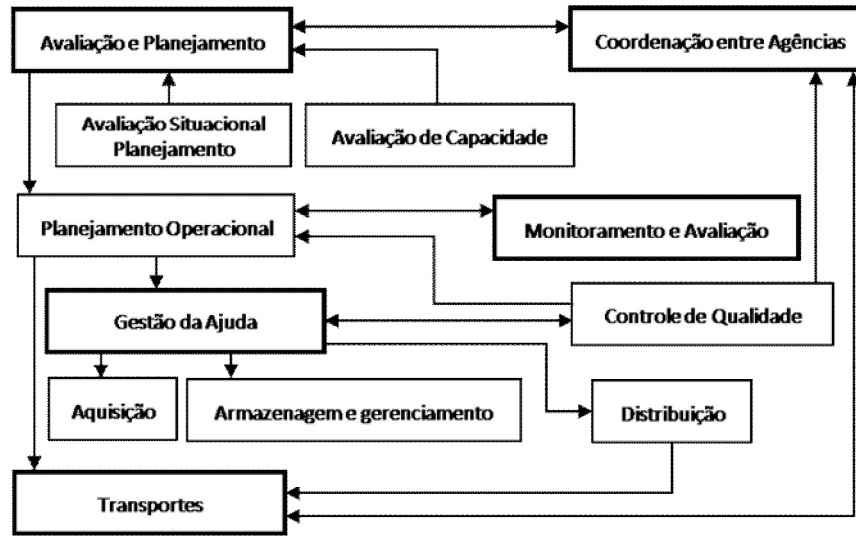 Avaliação e Planejamento
Coordenação entre Agências
Avaliação Situacional
Planejamento
Avaliação de Capacidade
Planejamento Operacional
Monitoramento e Avaliação
Gestão da Ajuda
Controle de Qualidade
Aquisição
Armazenagem e gerenciamento
Distribuição
Transportes